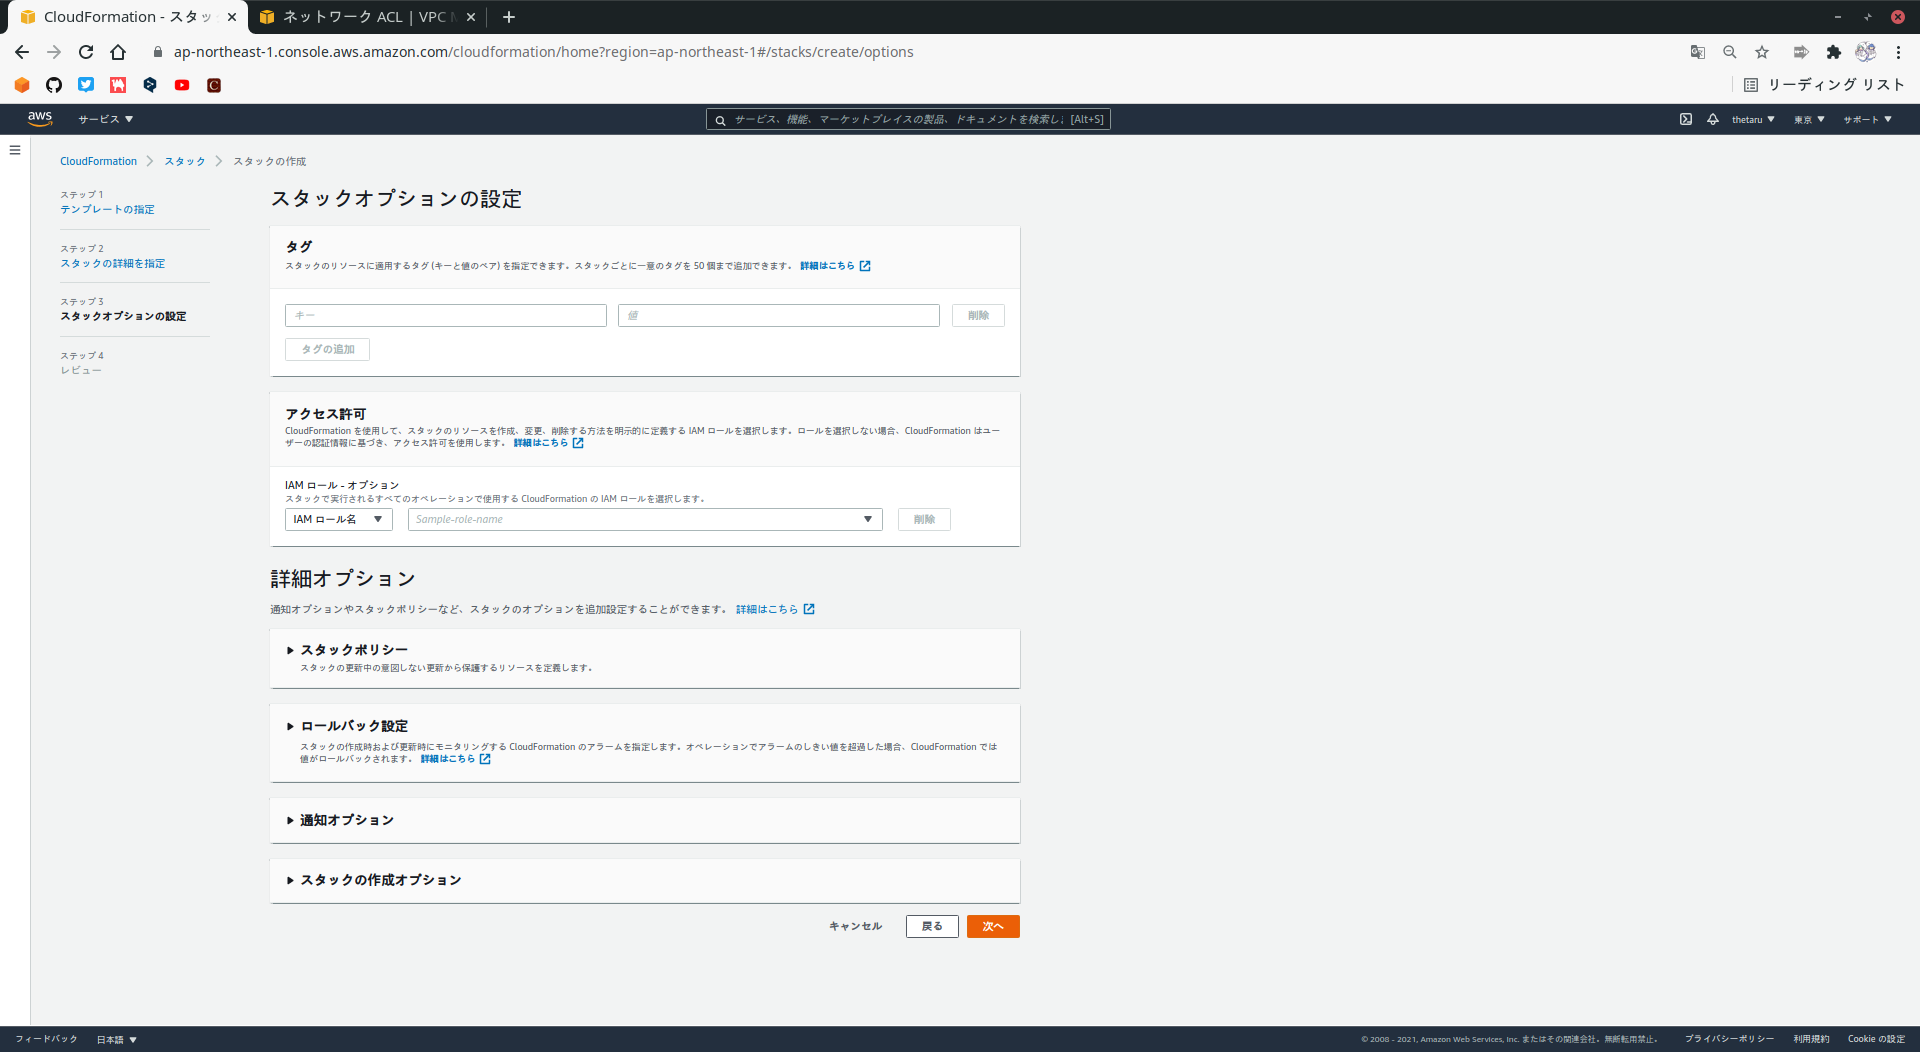 CloudFormation - スタッ
ネットワーク ACL | VPC
ap-northeast-1.console.aws.amazon.com/cloudformation/home?region=ap-northeast-1#/stacks/create/options
リーディング リスト
aws
サービス
サービス、機能、マーケットプレイスの製品、ドキュメントを検索し [Alt+S]
thetaru
東京
サポート
CloudFormation > スタック > スタックの作成
ステップ 1
テンプレートの指定
ステップ 2
スタックの詳細を指定
ステップ 3
スタックオプションの設定
ステップ 4
レビュー
スタックオプションの設定
タグ
スタックのリソースに適用するタグ (キーと値のペア) を指定できます。スタックごとに一意のタグを 50 個まで追加できます。 詳細はこちら
キー
値
削除
タグの追加
アクセス許可
CloudFormation を使用して、スタックのリソースを作成、変更、削除する方法を明示的に定義する IAM ロールを選択します。ロールを選択しない場合、CloudFormation はユー
ザーの認証情報に基づき、アクセス許可を使用します。 詳細はこちら
IAM ロール - オプション
スタックで実行されるすべてのオペレーションで使用する CloudFormation の IAM ロールを選択します。
IAM ロール名
Sample-role-name
削除
詳細オプション
通知オプションやスタックポリシーなど、スタックのオプションを追加設定することができます。 詳細はこちら
スタックポリシー
スタックの更新中の意図しない更新から保護するリソースを定義します。
ロールバック設定
スタックの作成時および更新時にモニタリングする CloudFormation のアラームを指定します。オペレーションでアラームのしきい値を超過した場合、CloudFormation では
値がロールバックされます。 詳細はこちら
通知オプション
スタックの作成オプション
キャンセル
戻る
次へ
フィードバック
日本語
© 2008 - 2021, Amazon Web Services, Inc. またはその関連会社。無断転用禁止。
プライバシーポリシー
利用規約
Cookie の設定